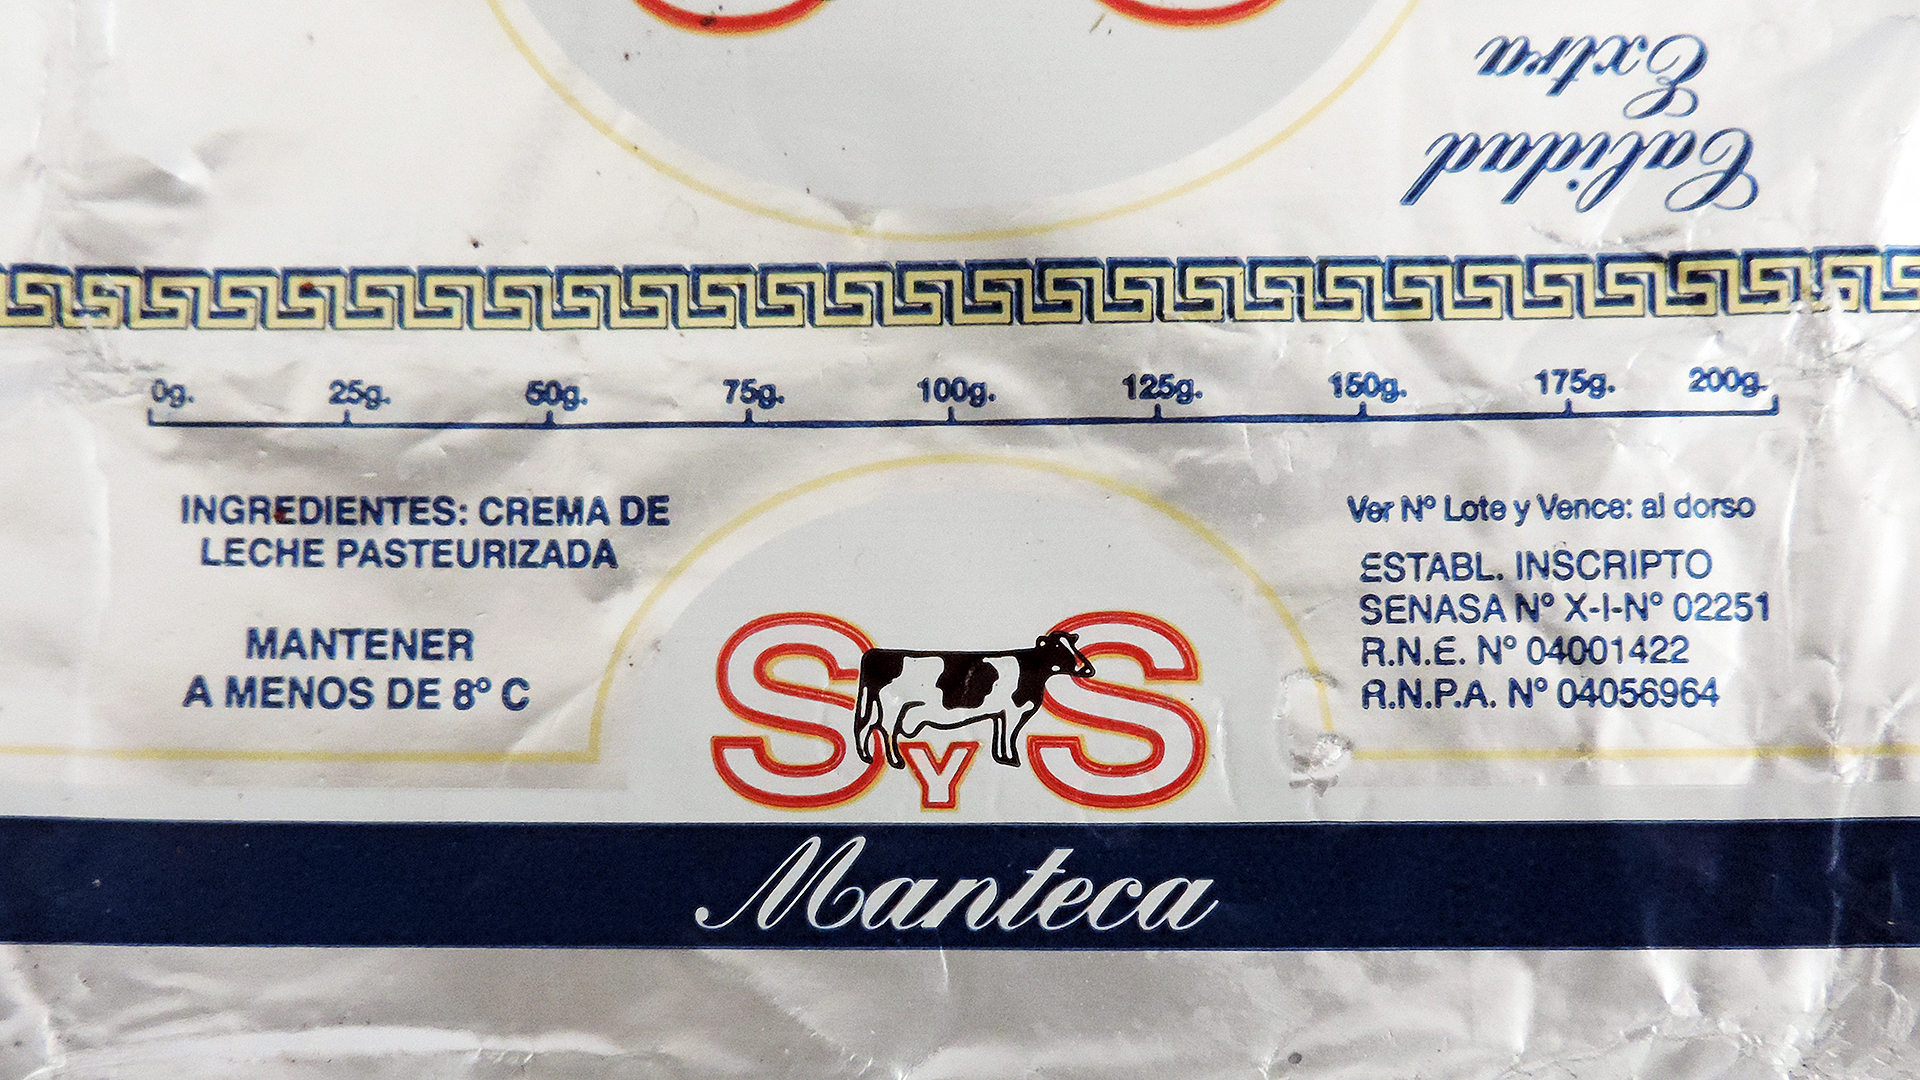 Calidad
Extra
0g. 25g. 50g. 75g. 100g. 125g. 150g. 175g. 200g.
INGREDIENTES: CREMA DE
LECHE PASTEURIZADA
MANTENER
A MENOS DE 8º C
Ver Nº Lote y Vence: al dorso
ESTABL. INSCRIPTO
SENASA Nº X-I-Nº 02251
R.N.E. Nº 04001422
R.N.P.A. Nº 04056964
SYS
Manteca